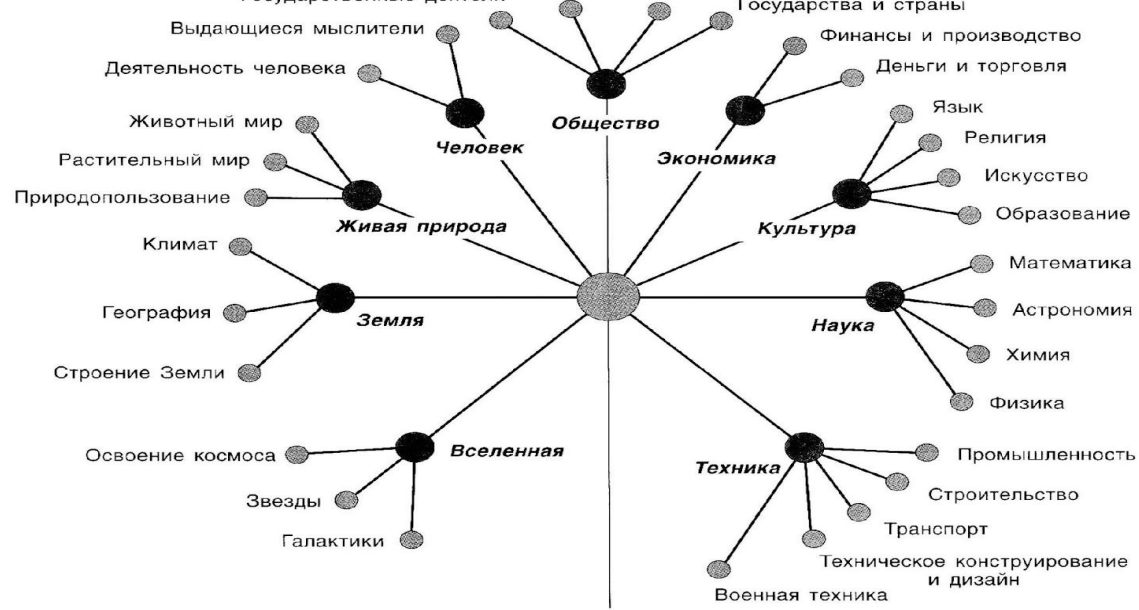 Государственные деятели
Государства и страны
Выдающиеся мыслители
Финансы и производство
Деятельность человека
Деньги и торговля
Общество
Язык
Животный мир
Человек
Экономика
Религия
Растительный мир
Искусство
Природопользование
Живая природа
Культура
Образование
Климат
Математика
География
Земля
Наука
Астрономия
Строение Земли
Химия
Физика
Освоение космоса
Вселенная
Техника
Промышленность
Звезды
Строительство
Галактики
Транспорт
Техническое конструирование
и дизайн
Военная техника